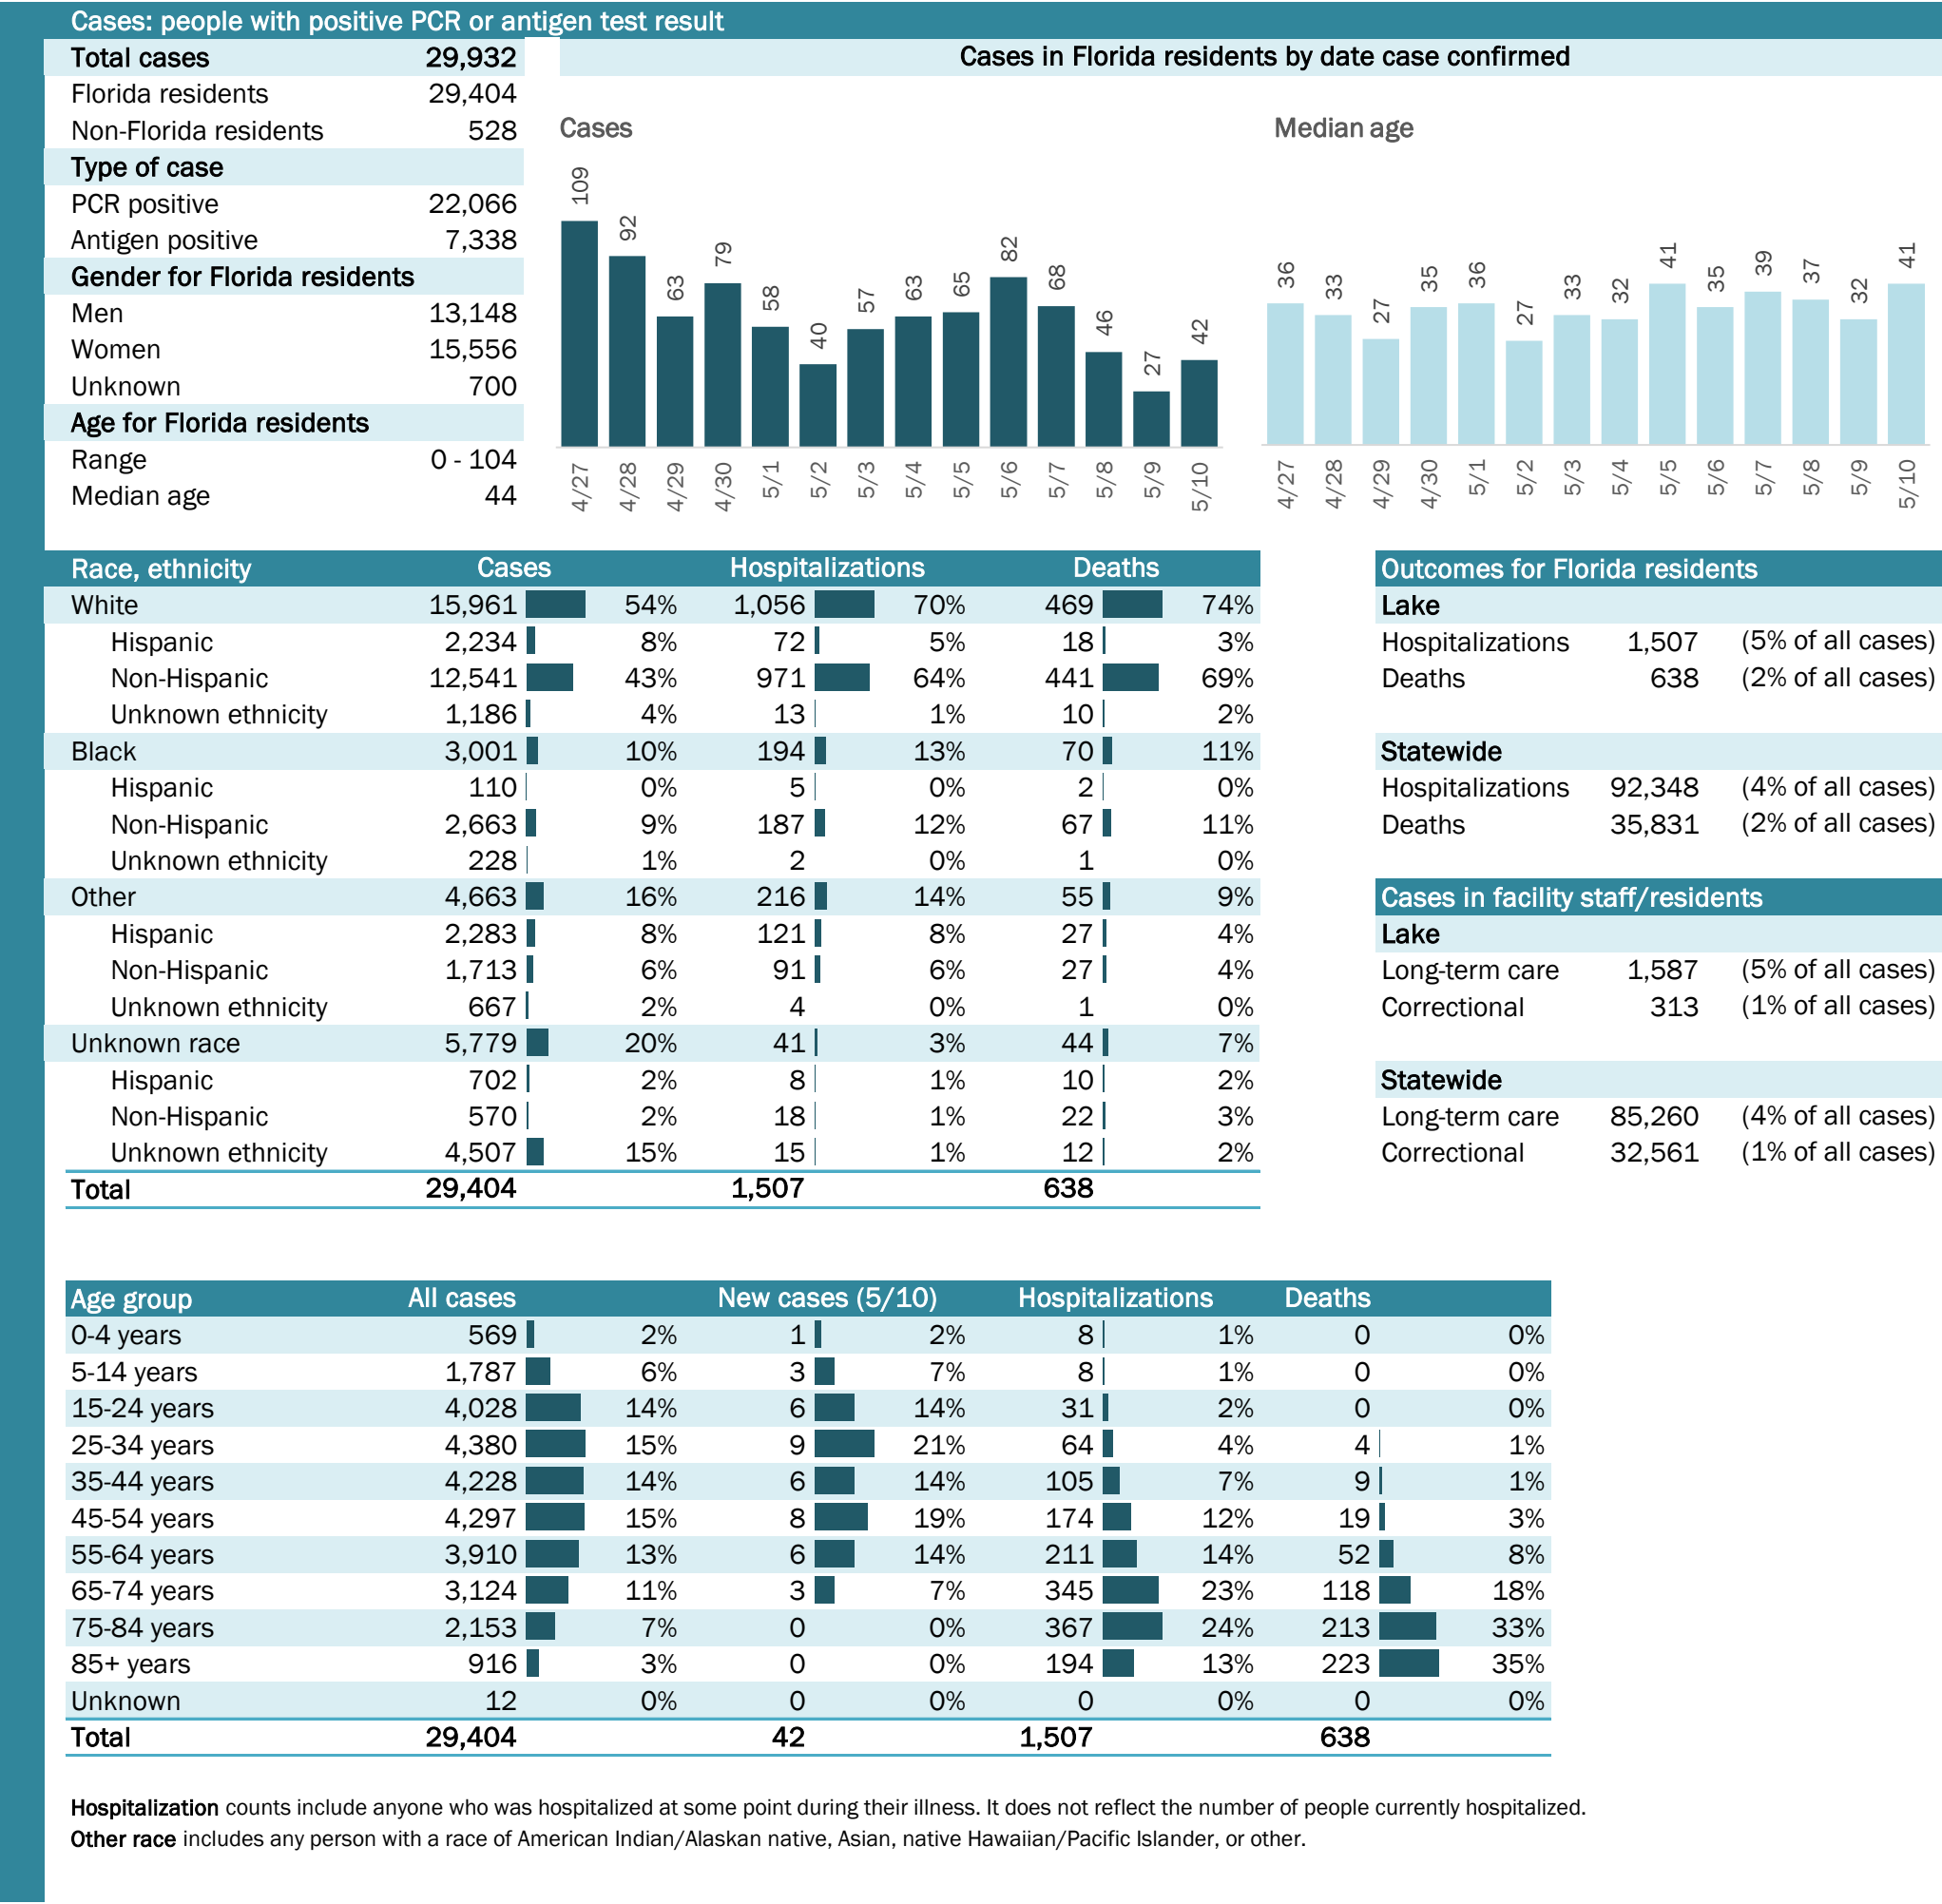 Cases: people with positive PCR or antigen test result
Total cases 29,932
Florida residents 29,404
Non-Florida residents 528
Type of case
PCR positive 22,066
Antigen positive 7,338
Gender for Florida residents
Men 13,148
Women 15,556
Unknown 700
Age for Florida residents
Range 0 - 104
Median age 44
Cases in Florida residents by date case confirmed
Cases
109 92 63 79 58 40 57 63 65 82 68 46 27 42
4/27 4/28 4/29 4/30 5/1 5/2 5/3 5/4 5/5 5/6 5/7 5/8 5/9 5/10
Median age
36 33 27 35 36 27 33 32 41 35 39 37 32 41
4/27 4/28 4/29 4/30 5/1 5/2 5/3 5/4 5/5 5/6 5/7 5/8 5/9 5/10
Race, ethnicity Cases Hospitalizations Deaths
White 15,961 54% 1,056 70% 469 74%
Hispanic 2,234 8% 72 5% 18 3%
Non-Hispanic 12,541 43% 971 64% 441 69%
Unknown ethnicity 1,186 4% 13 1% 10 2%
Black 3,001 10% 194 13% 70 11%
Hispanic 110 0% 5 0% 2 0%
Non-Hispanic 2,663 9% 187 12% 67 11%
Unknown ethnicity 228 1% 2 0% 1 0%
Other 4,663 16% 216 14% 55 9%
Hispanic 2,283 8% 121 8% 27 4%
Non-Hispanic 1,713 6% 91 6% 27 4%
Unknown ethnicity 667 2% 4 0% 1 0%
Unknown race 5,779 20% 41 3% 44 7%
Hispanic 702 2% 8 1% 10 2%
Non-Hispanic 570 2% 18 1% 22 3%
Unknown ethnicity 4,507 15% 15 1% 12 2%
Total 29,404 1,507 638
Outcomes for Florida residents
Lake
Hospitalizations 1,507 (5% of all cases)
Deaths 638 (2% of all cases)
Statewide
Hospitalizations 92,348 (4% of all cases)
Deaths 35,831 (2% of all cases)
Cases in facility staff/residents
Lake
Long-term care 1,587 (5% of all cases)
Correctional 313 (1% of all cases)
Statewide
Long-term care 85,260 (4% of all cases)
Correctional 32,561 (1% of all cases)
Age group All cases New cases (5/10) Hospitalizations Deaths
0-4 years 569 2% 1 2% 8 1% 0 0%
5-14 years 1,787 6% 3 7% 8 1% 0 0%
15-24 years 4,028 14% 6 14% 31 2% 0 0%
25-34 years 4,380 15% 9 21% 64 4% 4 1%
35-44 years 4,228 14% 6 14% 105 7% 9 1%
45-54 years 4,297 15% 8 19% 174 12% 19 3%
55-64 years 3,910 13% 6 14% 211 14% 52 8%
65-74 years 3,124 11% 3 7% 345 23% 118 18%
75-84 years 2,153 7% 0 0% 367 24% 213 33%
85+ years 916 3% 0 0% 194 13% 223 35%
Unknown 12 0% 0 0% 0 0% 0 0%
Total 29,404 42 1,507 638
Hospitalization counts include anyone who was hospitalized at some point during their illness. It does not reflect the number of people currently hospitalized.
Other race includes any person with a race of American Indian/Alaskan native, Asian, native Hawaiian/Pacific Islander, or other.